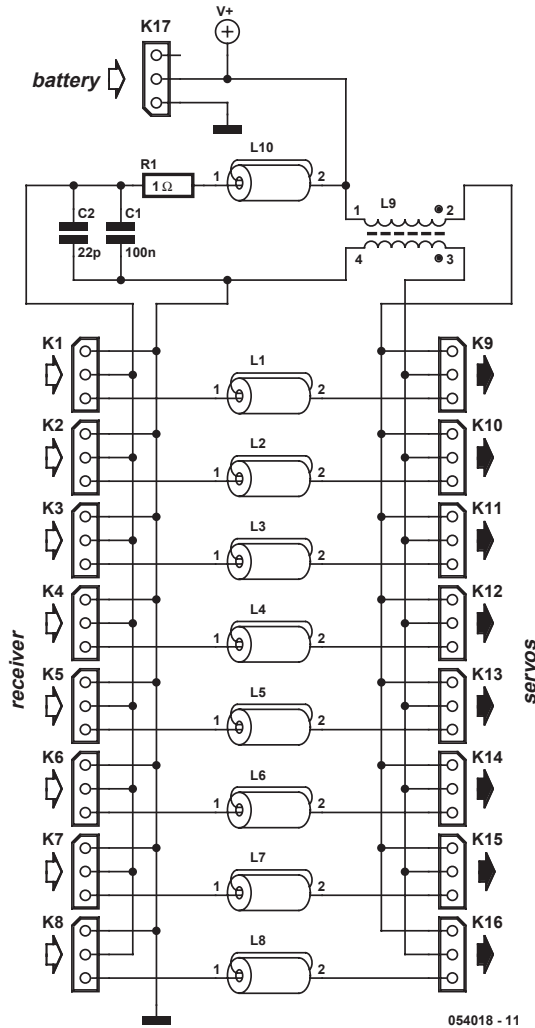 V+
K17
battery
L10
R1
1 2
1 Ω
C2 C1
22p 100n
L9
1 2
4 3
K1 K9
L1
1 2
K2 K10
L2
1 2
K3 K11
L3
1 2
K4 K12
L4
1 2
receiver
servos
K5 K13
L5
1 2
K6 K14
L6
1 2
K7 K15
L7
1 2
K8 K16
L8
1 2
054018 - 11